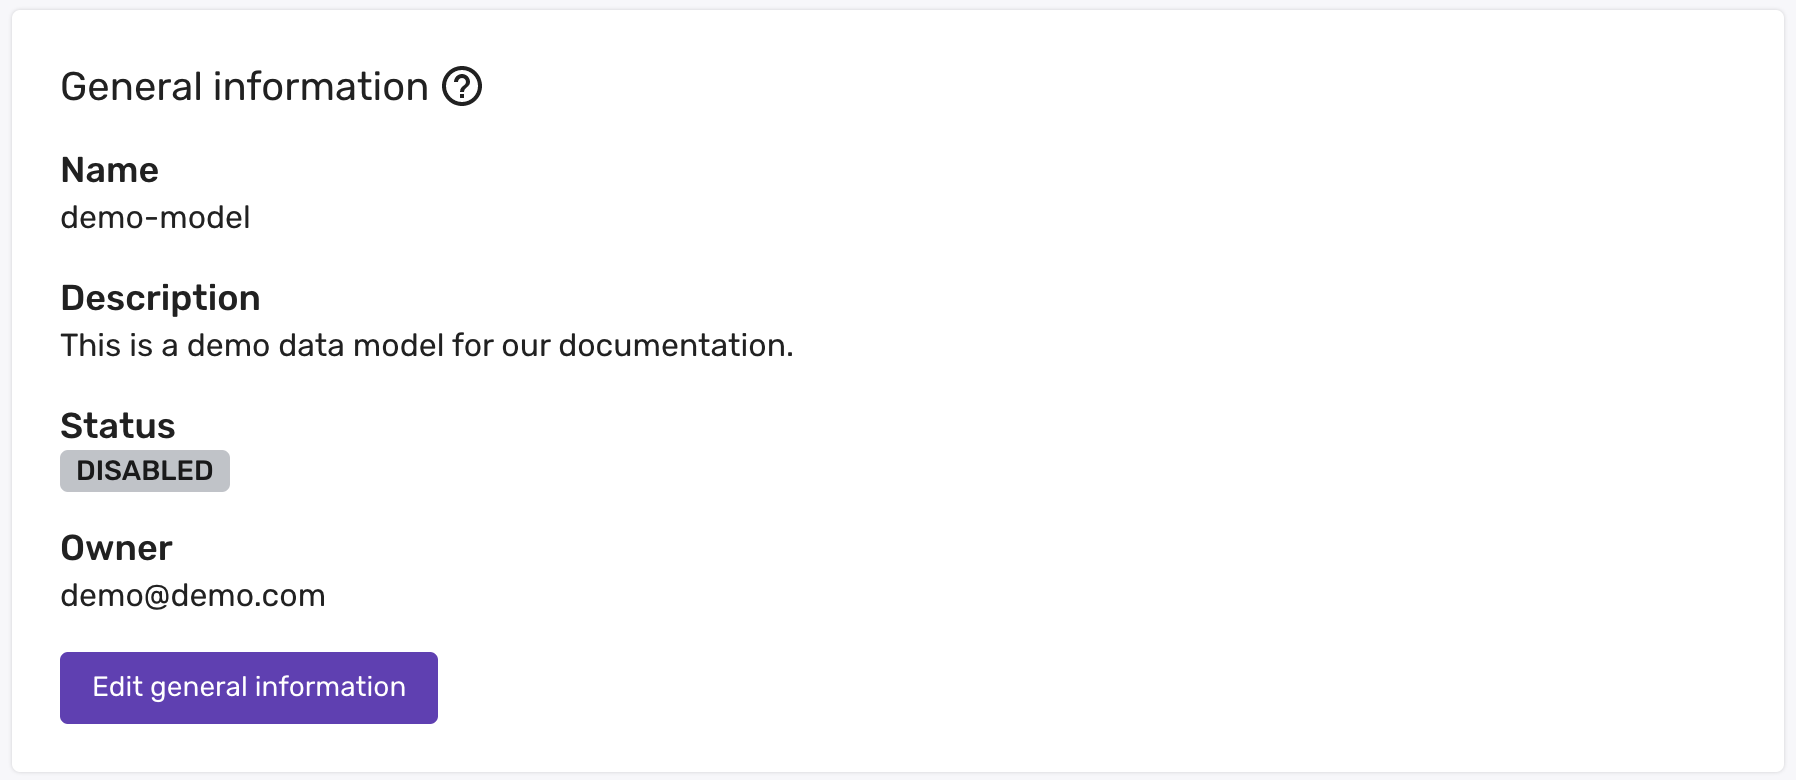 General information ?
Name
demo-model
Description
This is a demo data model for our documentation.
Status
DISABLED
Owner
demo@demo.com
Edit general information